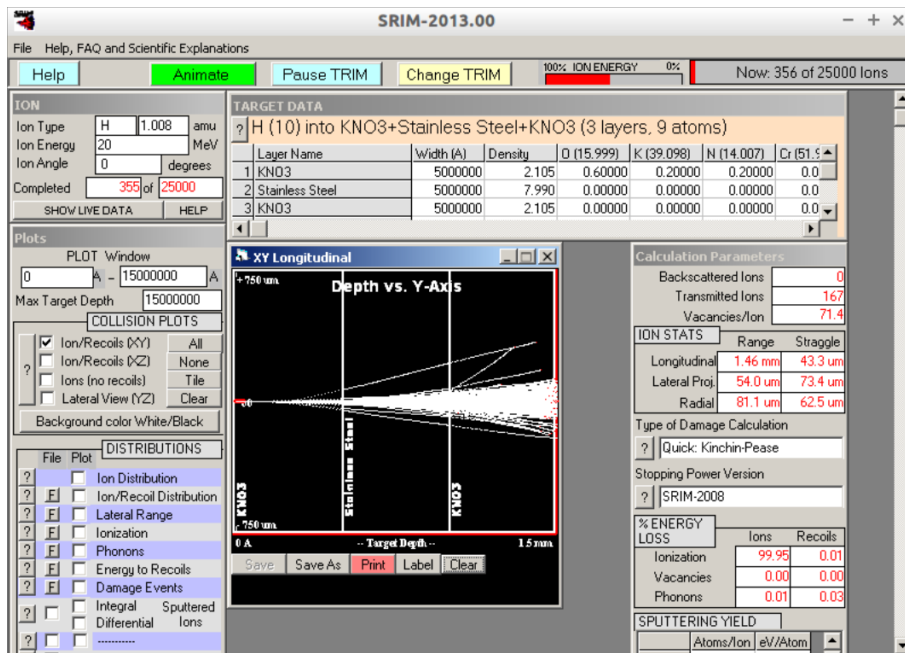 SRIM-2013.00
File Help, FAQ and Scientific Explanations
Help Animate Pause TRIM Change TRIM 100% ION ENERGY 0% Now: 356 of 25000 Ions
ION
Ion Type H 1.008 amu
Ion Energy 20 MeV
Ion Angle 0 degrees
Completed 355 of 25000
SHOW LIVE DATA HELP
TARGET DATA
? H (10) into KNO3+Stainless Steel+KNO3 (3 layers, 9 atoms)
Layer Name Width (A) Density O (15.999) K (39.098) N (14.007) Cr (51.9
1 KNO3 5000000 2.105 0.60000 0.20000 0.20000 0.0
2 Stainless Steel 5000000 7.990 0.00000 0.00000 0.00000 0.0
3 KNO3 5000000 2.105 0.00000 0.00000 0.00000 0.0
Plots
PLOT Window
0 A - 15000000 A
Max Target Depth 15000000
COLLISION PLOTS
? Ion/Recoils (XY) All
Ion/Recoils (XZ) None
Ions (no recoils) Tile
Lateral View (YZ) Clear
Background color White/Black
File Plot DISTRIBUTIONS
? Ion Distribution
? F Ion/Recoil Distribution
? F Lateral Range
? F Ionization
? F Phonons
? F Energy to Recoils
? F Damage Events
? Integral Sputtered
Differential Ions
? -----------
XY Longitudinal
+750 um
Depth vs. Y-Axis
KNO3
Stainless Steel
KNO3
-750 um
0 A -- Target Depth -- 1.5 mm
Save Save As Print Label Clear
Calculation Parameters
Backscattered Ions 0
Transmitted Ions 167
Vacancies/Ion 71.4
ION STATS Range Straggle
Longitudinal 1.46 mm 43.3 um
Lateral Proj. 54.0 um 73.4 um
Radial 81.1 um 62.5 um
Type of Damage Calculation
? Quick: Kinchin-Pease
Stopping Power Version
? SRIM-2008
% ENERGY LOSS Ions Recoils
Ionization 99.95 0.01
Vacancies 0.00 0.00
Phonons 0.01 0.03
SPUTTERING YIELD
Atoms/Ion eV/Atom